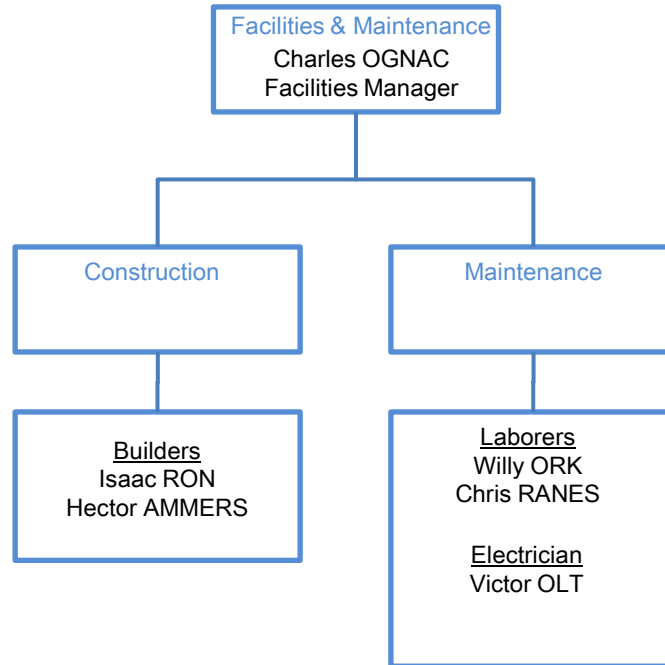 Facilities & Maintenance
Charles OGNAC
Facilities Manager
Construction
Maintenance
Builders
Isaac RON
Hector AMMERS
Laborers
Willy ORK
Chris RANES
Electrician
Victor OLT